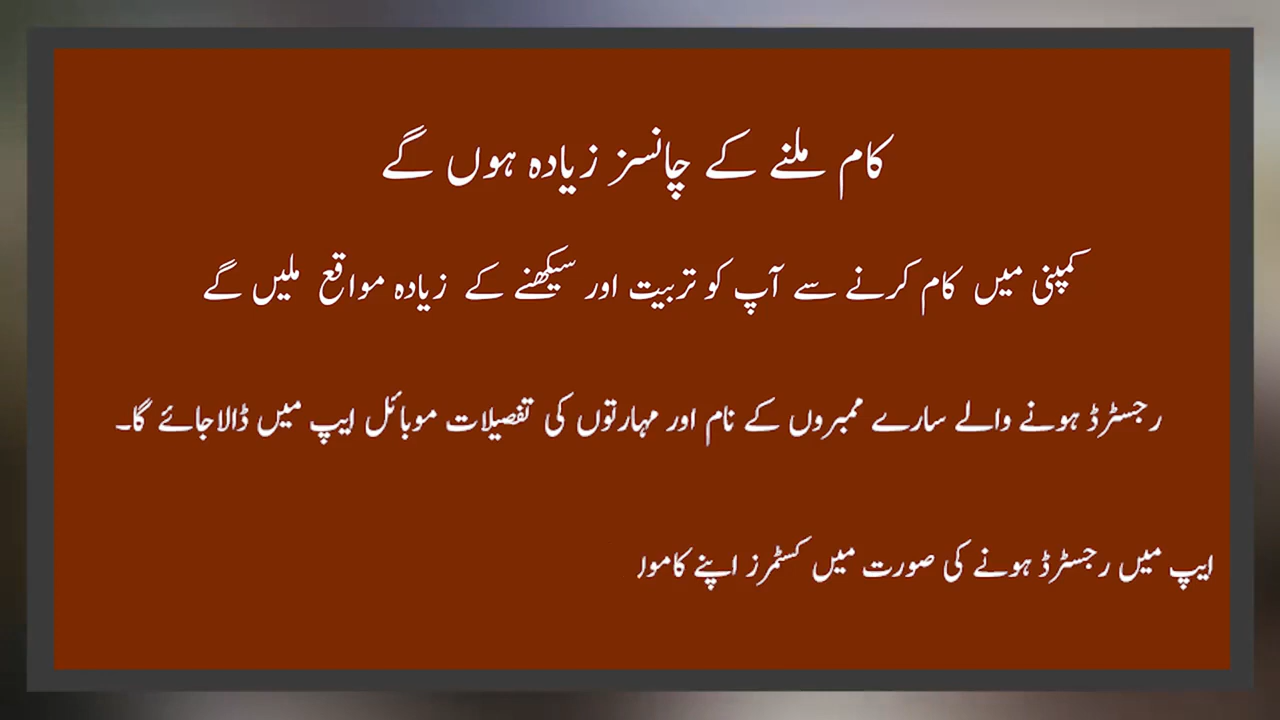 کام ملنے کے چانسز زیادہ ہوں گے
کمپنی میں کام کرنے سے آپ کو تربیت اور سیکھنے کے زیادہ مواقع ملیں گے
رجسٹرڈ ہونے والے سارے ممبروں کے نام اور مہارتوں کی تفصیلات موبائل ایپ میں ڈالا جائے گا۔
ایپ میں رجسٹرڈ ہونے کی صورت میں کسٹمرز اپنے کاموں